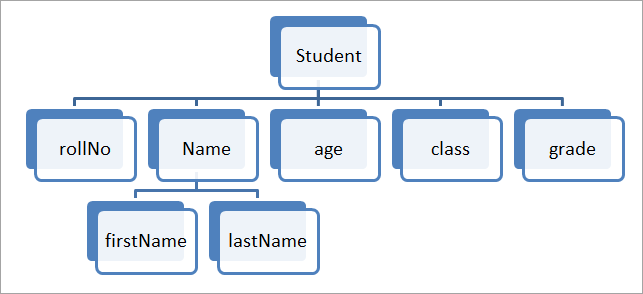 Student
rollNo
Name
age
class
grade
firstName
lastName